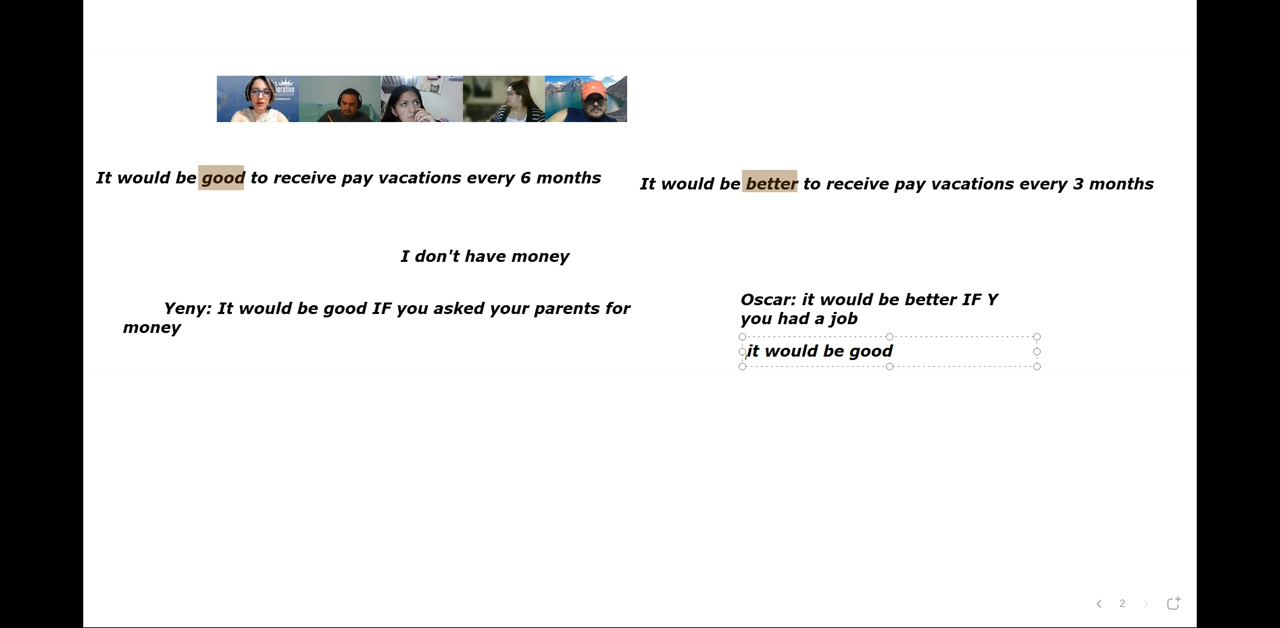 It would be good to receive pay vacations every 6 months
It would be better to receive pay vacations every 3 months
I don't have money
Yeny: It would be good IF you asked your parents for
money
Oscar: it would be better IF Y
you had a job
it would be good
2